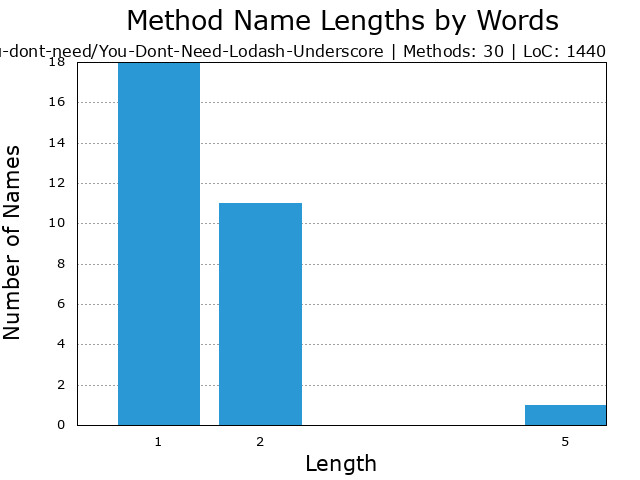 Method Name Lengths by Words
-dont-need/You-Dont-Need-Lodash-Underscore | Methods: 30 | LoC: 1440
18
16
14
12
10
8
6
4
2
0
Number of Names
1 2 5
Length